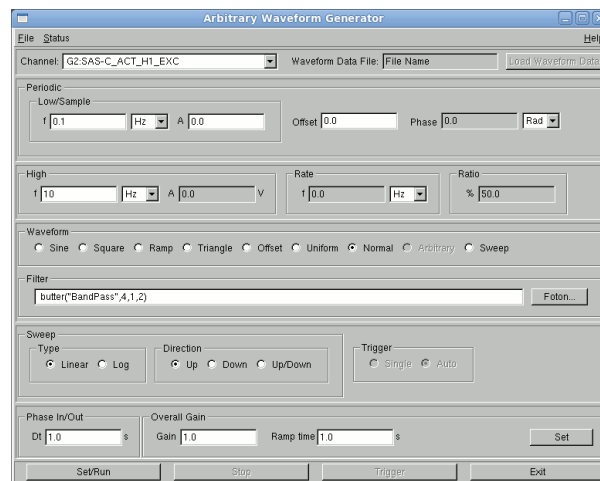 Arbitrary Waveform Generator
File Status Help
Channel: G2:SAS-C_ACT_H1_EXC Waveform Data File: File Name Load Waveform Data
Periodic
Low/Sample
f 0.1 Hz A 0.0 Offset 0.0 Phase 0.0 Rad
High Rate Ratio
f 10 Hz A 0.0 V f 0.0 Hz % 50.0
Waveform
Sine Square Ramp Triangle Offset Uniform Normal Arbitrary Sweep
Filter
butter("BandPass",4,1,2) Foton...
Sweep
Type Direction Trigger
Linear Log Up Down Up/Down Single Auto
Phase In/Out Overall Gain
Dt 1.0 s Gain 1.0 Ramp time 1.0 s Set
Set/Run Stop Trigger Exit